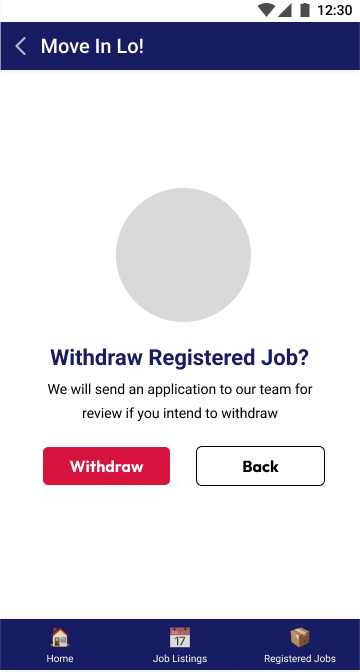 12:30
Move In Lo!
Withdraw Registered Job?
We will send an application to our team for
review if you intend to withdraw
Withdraw Back
17
Home Job Listings Registered Jobs